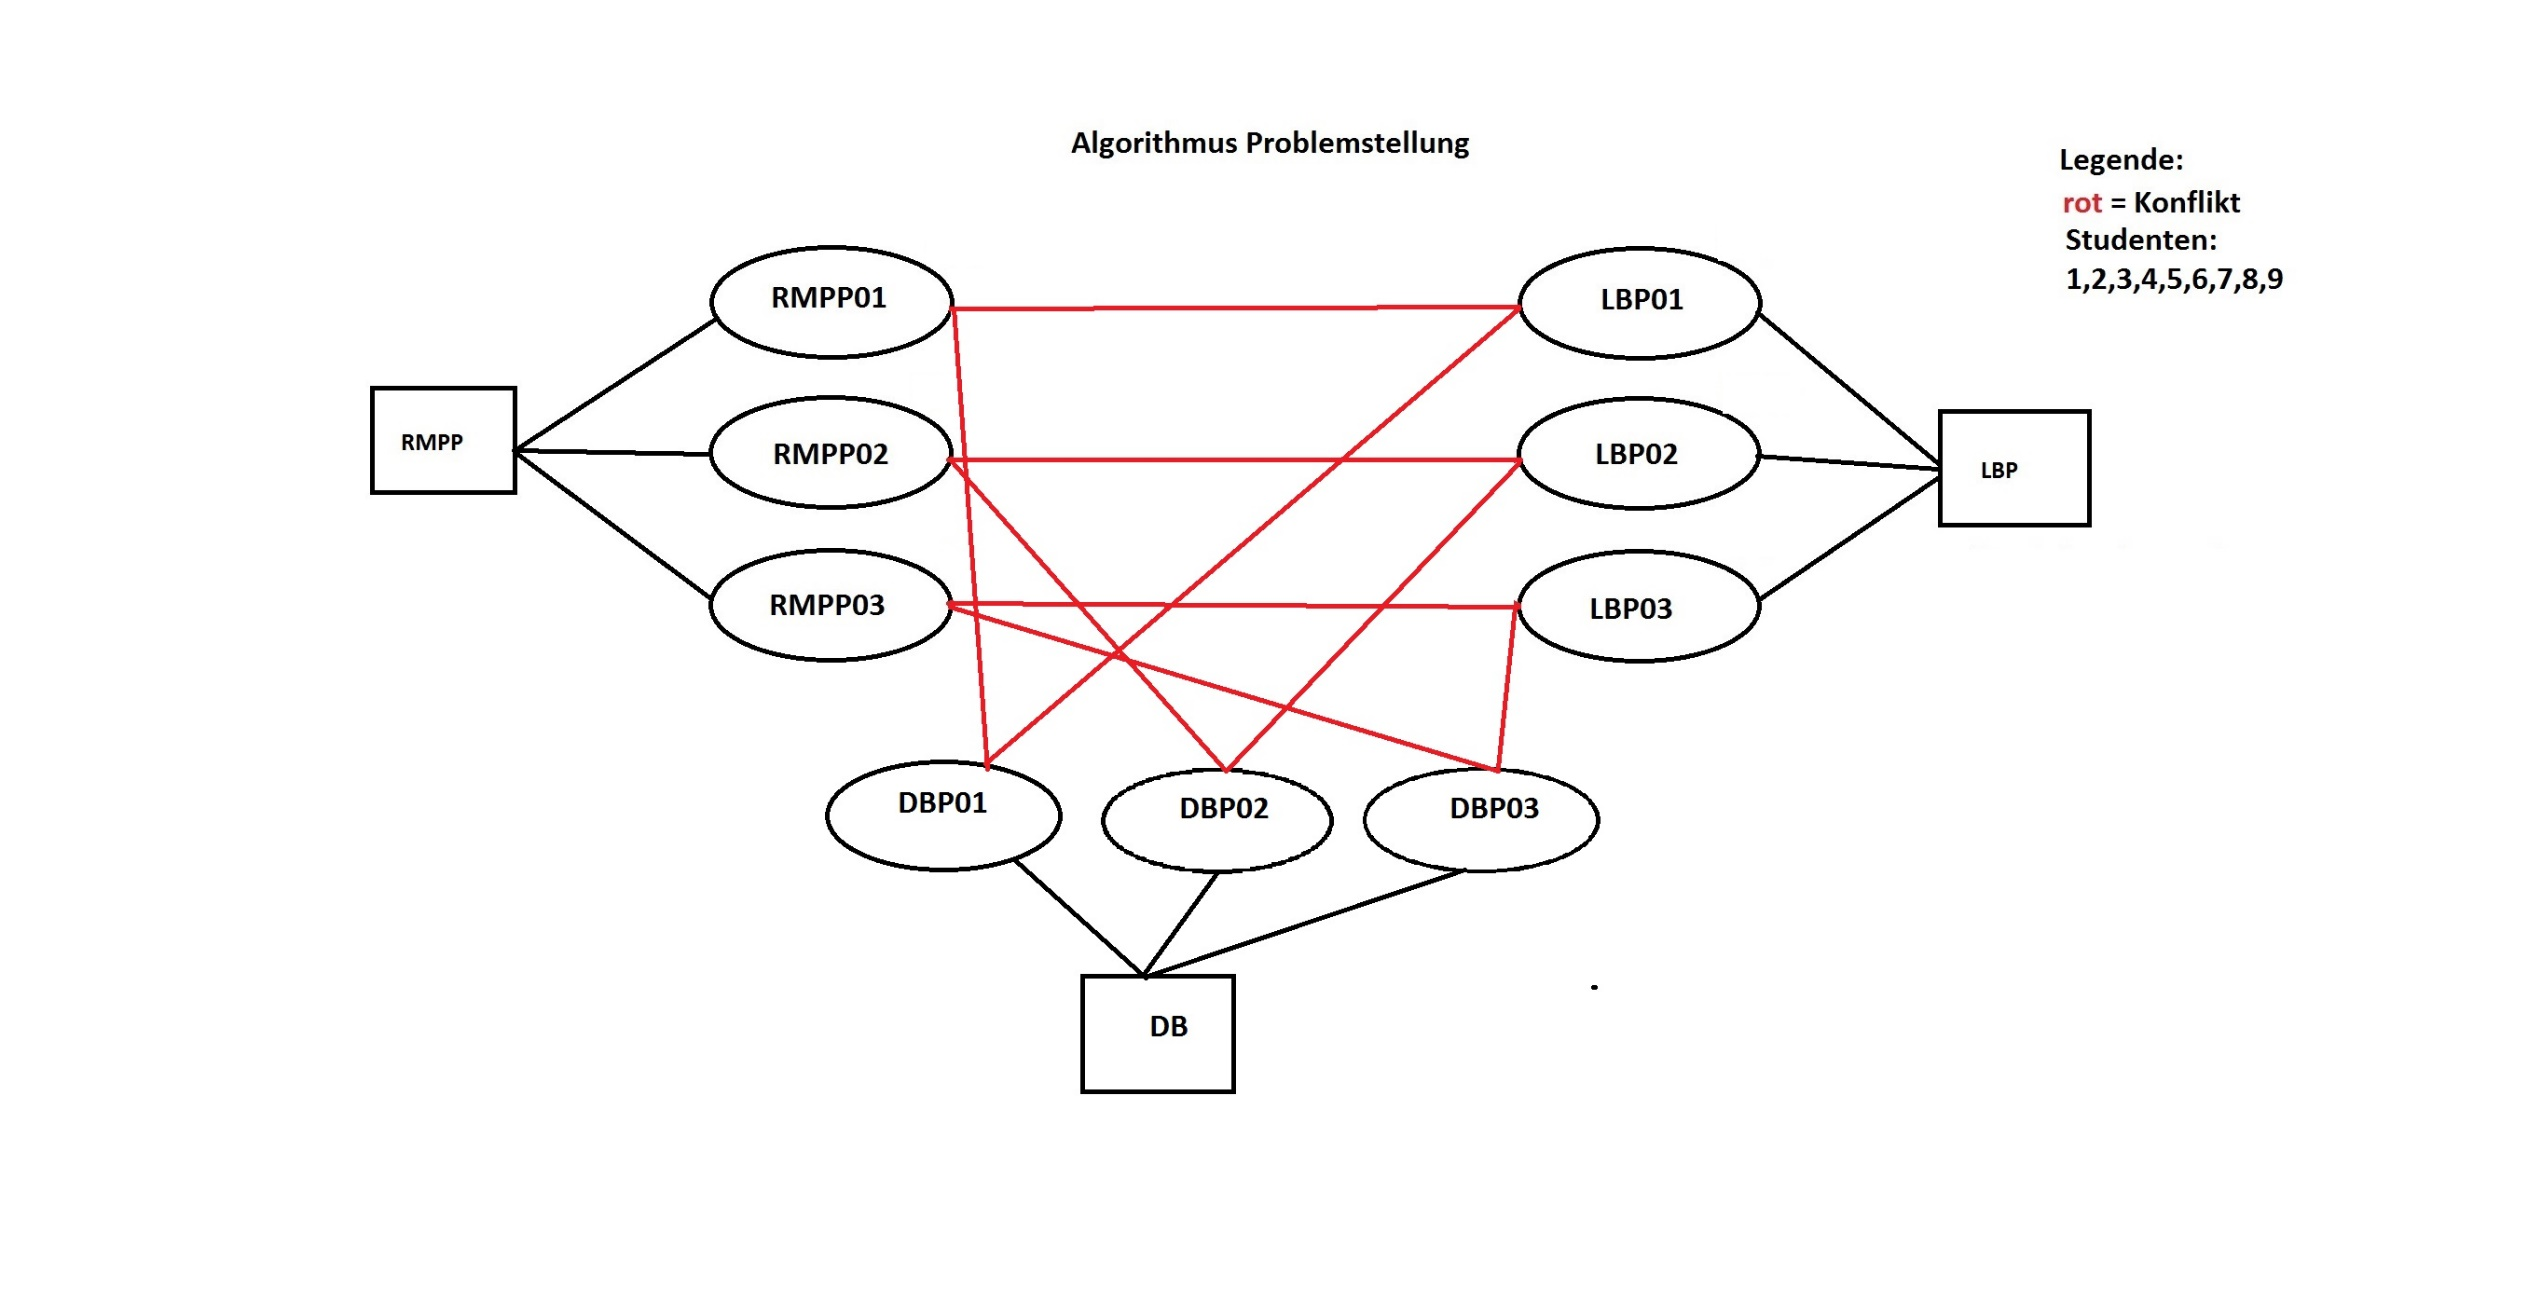 Algorithmus Problemstellung
Legende:
rot = Konflikt
Studenten:
1,2,3,4,5,6,7,8,9
RMPP01
LBP01
RMPP
RMPP02
LBP02
LBP
RMPP03
LBP03
DBP01
DBP02
DBP03
DB